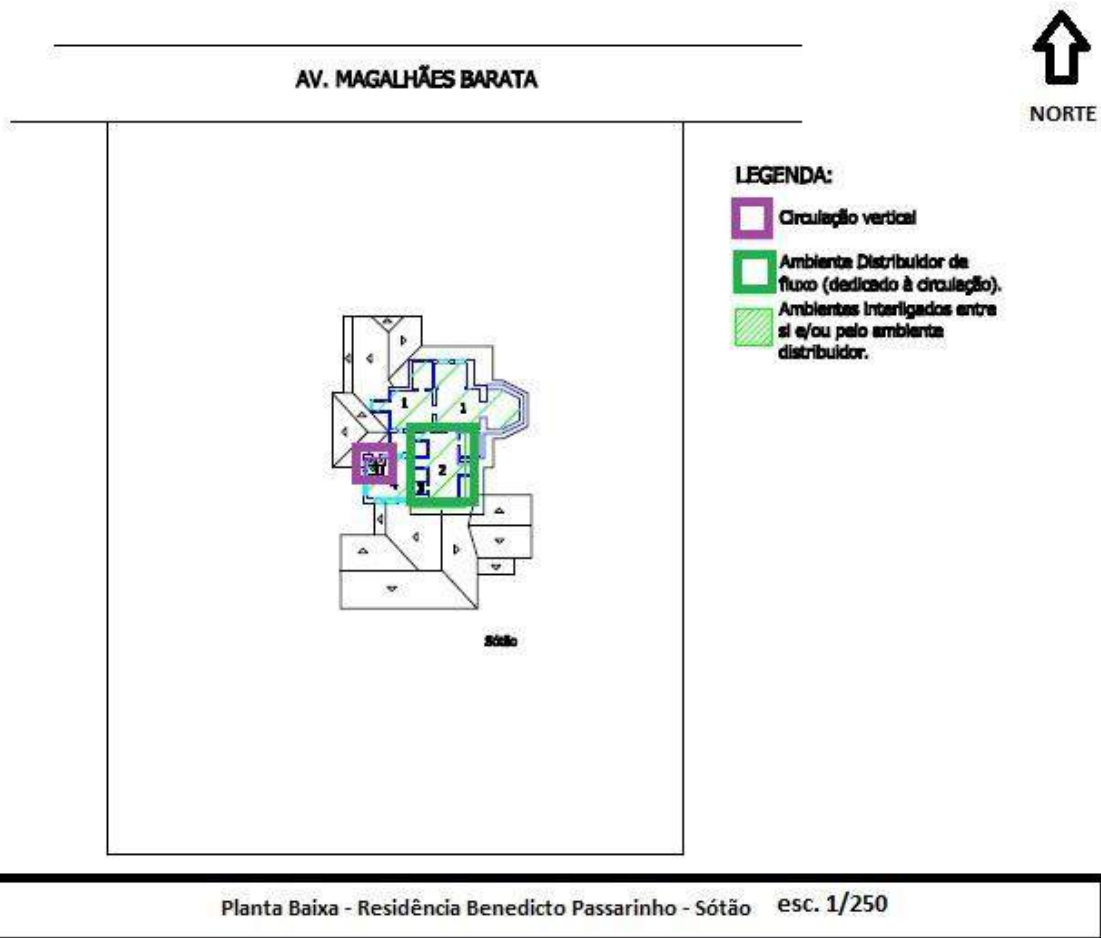 AV. MAGALHÃES BARATA
NORTE
LEGENDA:
Circulação vertical
Ambiente Distribuidor de
fluxo (dedicado à circulação).
Ambientes interligados entre
si e/ou pelo ambiente
distribuidor.
1
1
2
4
Sótão
Planta Baixa - Residência Benedicto Passarinho - Sótão esc. 1/250